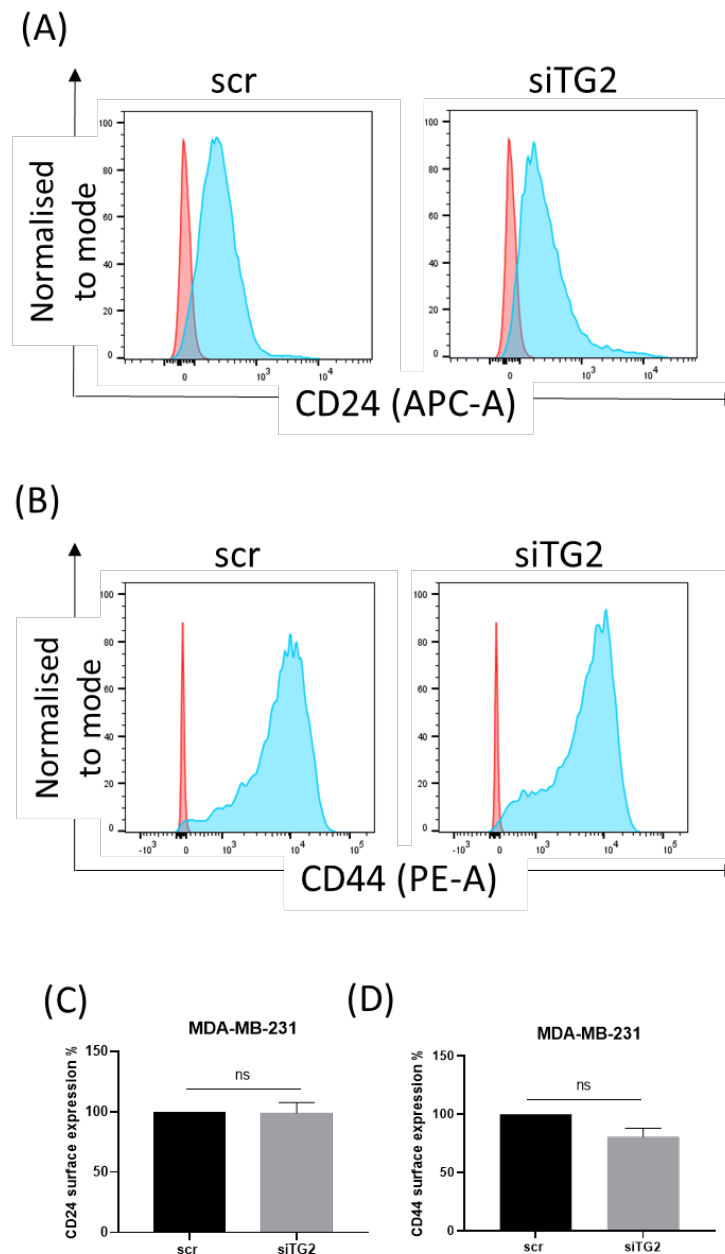 (A)
scr siTG2
Normalised
to mode
100
80
60
40
20
0
0 10³ 10⁴
100
80
60
40
20
0
0 10³ 10⁴
CD24 (APC-A)
(B)
scr siTG2
Normalised
to mode
100
80
60
40
20
0
-10³ 0 10³ 10⁴ 10⁵
100
80
60
40
20
0
-10³ 0 10³ 10⁴ 10⁵
CD44 (PE-A)
(C)
MDA-MB-231
CD24 surface expression %
150
100
50
0
ns
scr siTG2
(D)
MDA-MB-231
CD44 surface expression %
150
100
50
0
ns
scr siTG2